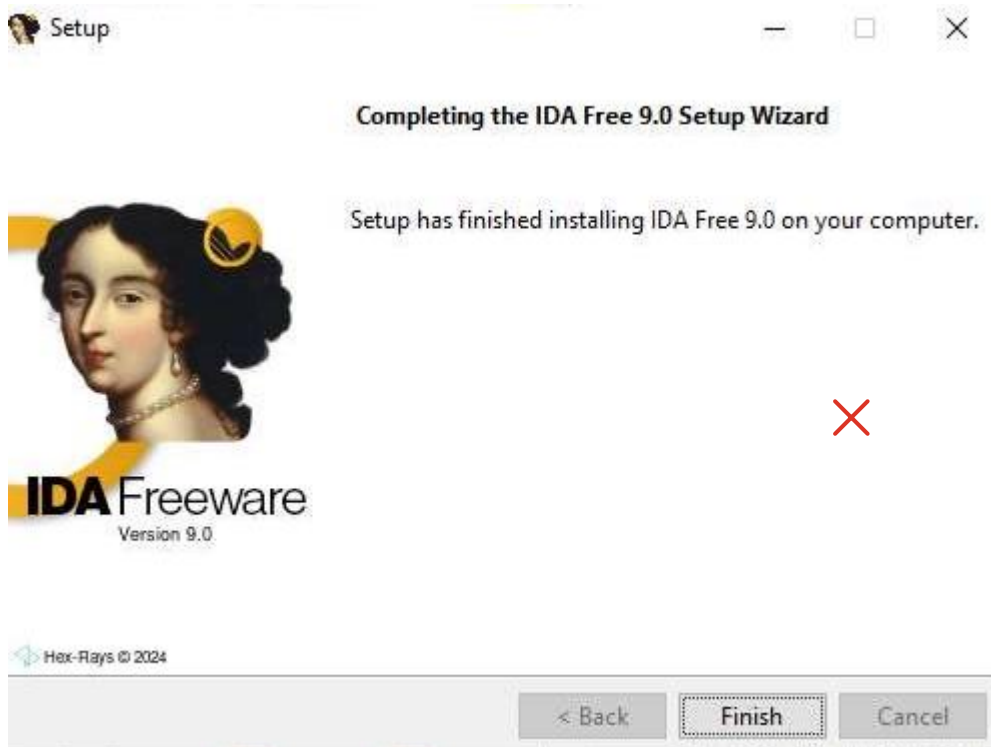 Setup
Completing the IDA Free 9.0 Setup Wizard
Setup has finished installing IDA Free 9.0 on your computer.
IDA Freeware
Version 9.0
Hex-Rays © 2024
< Back
Finish
Cancel